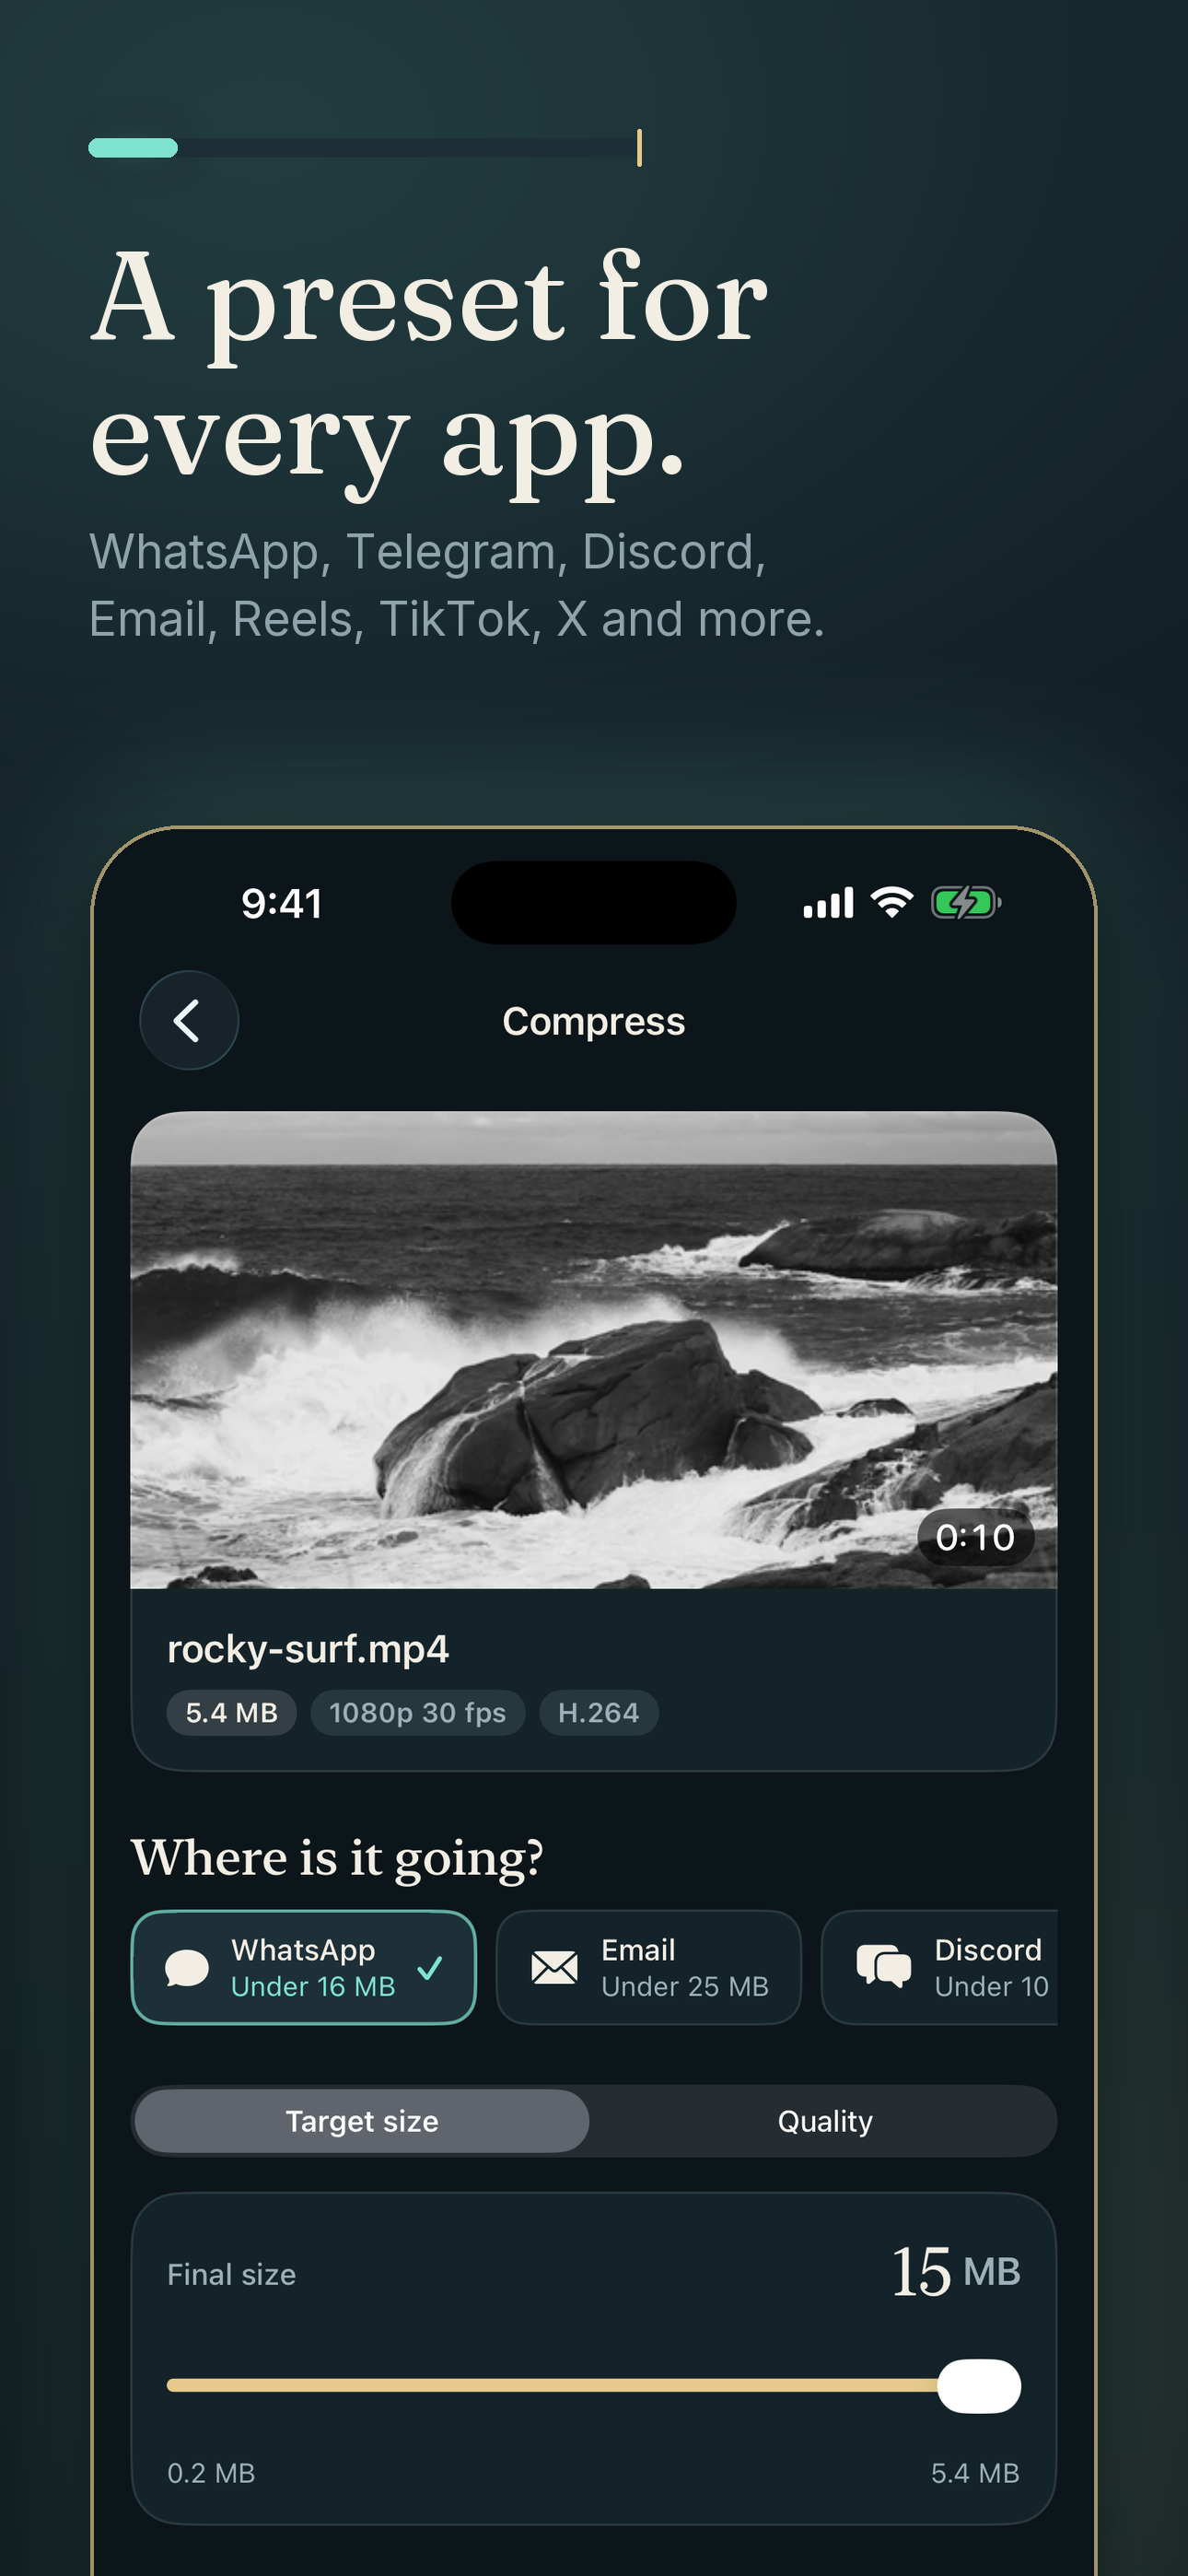 A preset for
every app.
WhatsApp, Telegram, Discord,
Email, Reels, TikTok, X and more.
9:41
Compress
0:10
rocky-surf.mp4
5.4 MB 1080p 30 fps H.264
Where is it going?
WhatsApp
Under 16 MB
Email
Under 25 MB
Discord
Under 10
Target size Quality
Final size 15 MB
0.2 MB 5.4 MB